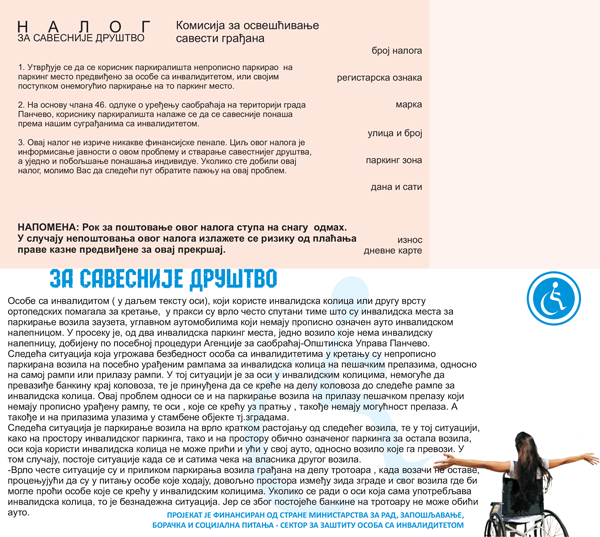 НАЛОГ
ЗА САВЕСНИЈЕ ДРУШТВО
Комисија за освешћивање
савести грађана
број налога
1. Утврђује се да се корисник паркиралишта непрописно паркирао на
паркинг место предвиђено за особе са инвалидитетом, или својим
поступком онемогућио паркирање на то паркинг место.
регистарска ознака
2. На основу члана 46. одлуке о уређењу саобраћаја на територији града
Панчево, кориснику паркиралишта налаже се да се савесније понаша
према нашим суграђанима са инвалидитетом.
марка
улица и број
3. Овај налог не изриче никакве финансијске пенале. Циљ овог налога је
информисање јавности о овом проблему и стварање савестнијег друштва,
а уједно и побољшање понашања индивидуе. Уколико сте добили овај
налог, молимо Вас да следећи пут обратите пажњу на овај проблем.
паркинг зона
дана и сати
НАПОМЕНА: Рок за поштовање овог налога ступа на снагу одмах.
У случају непоштовања овог налога излажете се ризику од плаћања
праве казне предвиђене за овај прекршај.
износ
дневне карте
ЗА САВЕСНИЈЕ ДРУШТВО
Особе са инвалидитом ( у даљем тексту оси), који користе инвалидска колица или другу врсту
ортопедских помагала за кретање, у пракси су врло често спутани тиме што су инвалидска места за
паркирање возила заузета, углавном аутомобилима који немају прописно означен ауто инвалидском
налепницом. У просеку је, од два инвалидска паркинг места, једно возило које нема инвалидску
налепницу, добијену по посебној процедури Агенције за саобраћај-Општинска Управа Панчево.
Следећа ситуација која угрожава безбедност особа са инвалидитетима у кретању су непрописно
паркирана возила на посебно урађеним рампама за инвалидска колица на пешачким прелазима, односно
на самој рампи или прилазу рампи. У тој ситуацији је за оси у инвалидским колицима, немогуће да
превазиђе банкину крај коловоза, те је принуђена да се креће на делу коловоза до следеће рампе за
инвалидска колица. Овај проблем односи се и на паркирање возила на прилазу пешачком прелазу који
немају прописно урађену рампу, те оси , које се крећу уз пратњу , такође немају могућност прелаза. А
такође и на прилазима улазима у стамбене објекте тј.зградама.
Следећа ситуација је паркирање возила на врло кратком растојању од следећег возила, те у тој ситуацији,
како на простору инвалидског паркинга, тако и на простору обично означеног паркинга за остала возила,
оси која користи инвалидска колица не може прићи и ући у свој ауто, односно возило које га превози. У
том случају, постоје ситуације када се и сатима чека на власника другог возила.
-Врло честе ситуације су и приликом паркирања возила грађана на делу тротоара , када возачи не оставе,
процењујући да су у питању особе које ходају, довољно простора између зида зграде и свог возила где би
могле проћи особе које се крећу у инвалидским колицима. Уколико се ради о оси која сама употребљава
инвалидска колица, то је безнадежна ситуација. Јер се због постојеће банкине на тротоару не може обићи
ауто.
ПРОЈЕКАТ ЈЕ ФИНАНСИРАН ОД СТРАНЕ МИНИСТАРСТВА ЗА РАД, ЗАПОШЉАВАЊЕ,
БОРАЧКА И СОЦИЈАЛНА ПИТАЊА - СЕКТОР ЗА ЗАШТИТУ ОСОБА СА ИНВАЛИДИТЕТОМ